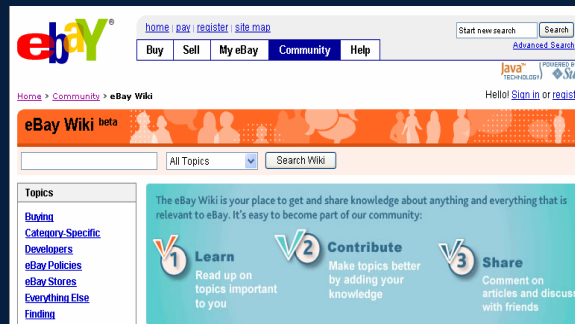 ebaY®
home | pay | register | site map
Start new search Search
Advanced Search
Buy Sell My eBay Community Help
Java™ POWERED BY
TECHNOLOGY
Home > Community > eBay Wiki
Hello! Sign in or
eBay Wiki beta
All Topics Search Wiki
Topics
Buying
Category-Specific
Developers
eBay Policies
eBay Stores
Everything Else
Finding
The eBay Wiki is your place to get and share knowledge about anything and everything that is
relevant to eBay. It's easy to become part of our community:
1 Learn
Read up on
topics important
to you
2 Contribute
Make topics better
by adding your
knowledge
3 Share
Comment on
articles and discuss
with friends